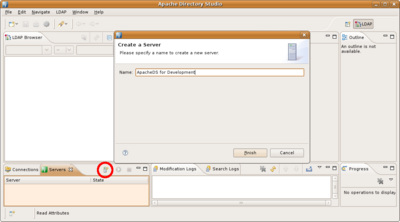 Apache Directory Studio
File Edit Navigate LDAP Window Help
LDAP
LDAP Browser
Outline
An outline is not available.
Create a Server
Please specify a name to create a new server.
Name: ApacheDS for Development
Finish Cancel
Connections Servers
Modification Logs Search Logs
Progress
Server State
No operations to display
Read Attributes